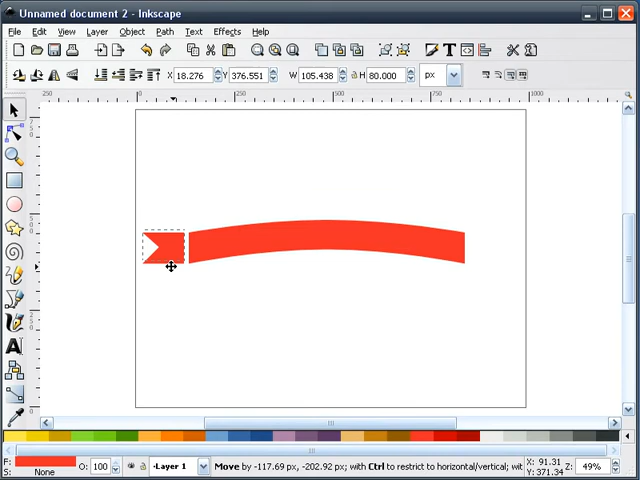 Unnamed document 2 - Inkscape
File Edit View Layer Object Path Text Effects Help
X 18.276 Y 376.551 W 105.438 H 80.000 px
250 0 250 500 750 1000
F:
S: None O: 100 Layer 1 Move by -117.69 px, -202.92 px; with Ctrl to restrict to horizontal/vertical; wit X: 91.31 Y: 371.34 Z: 49%